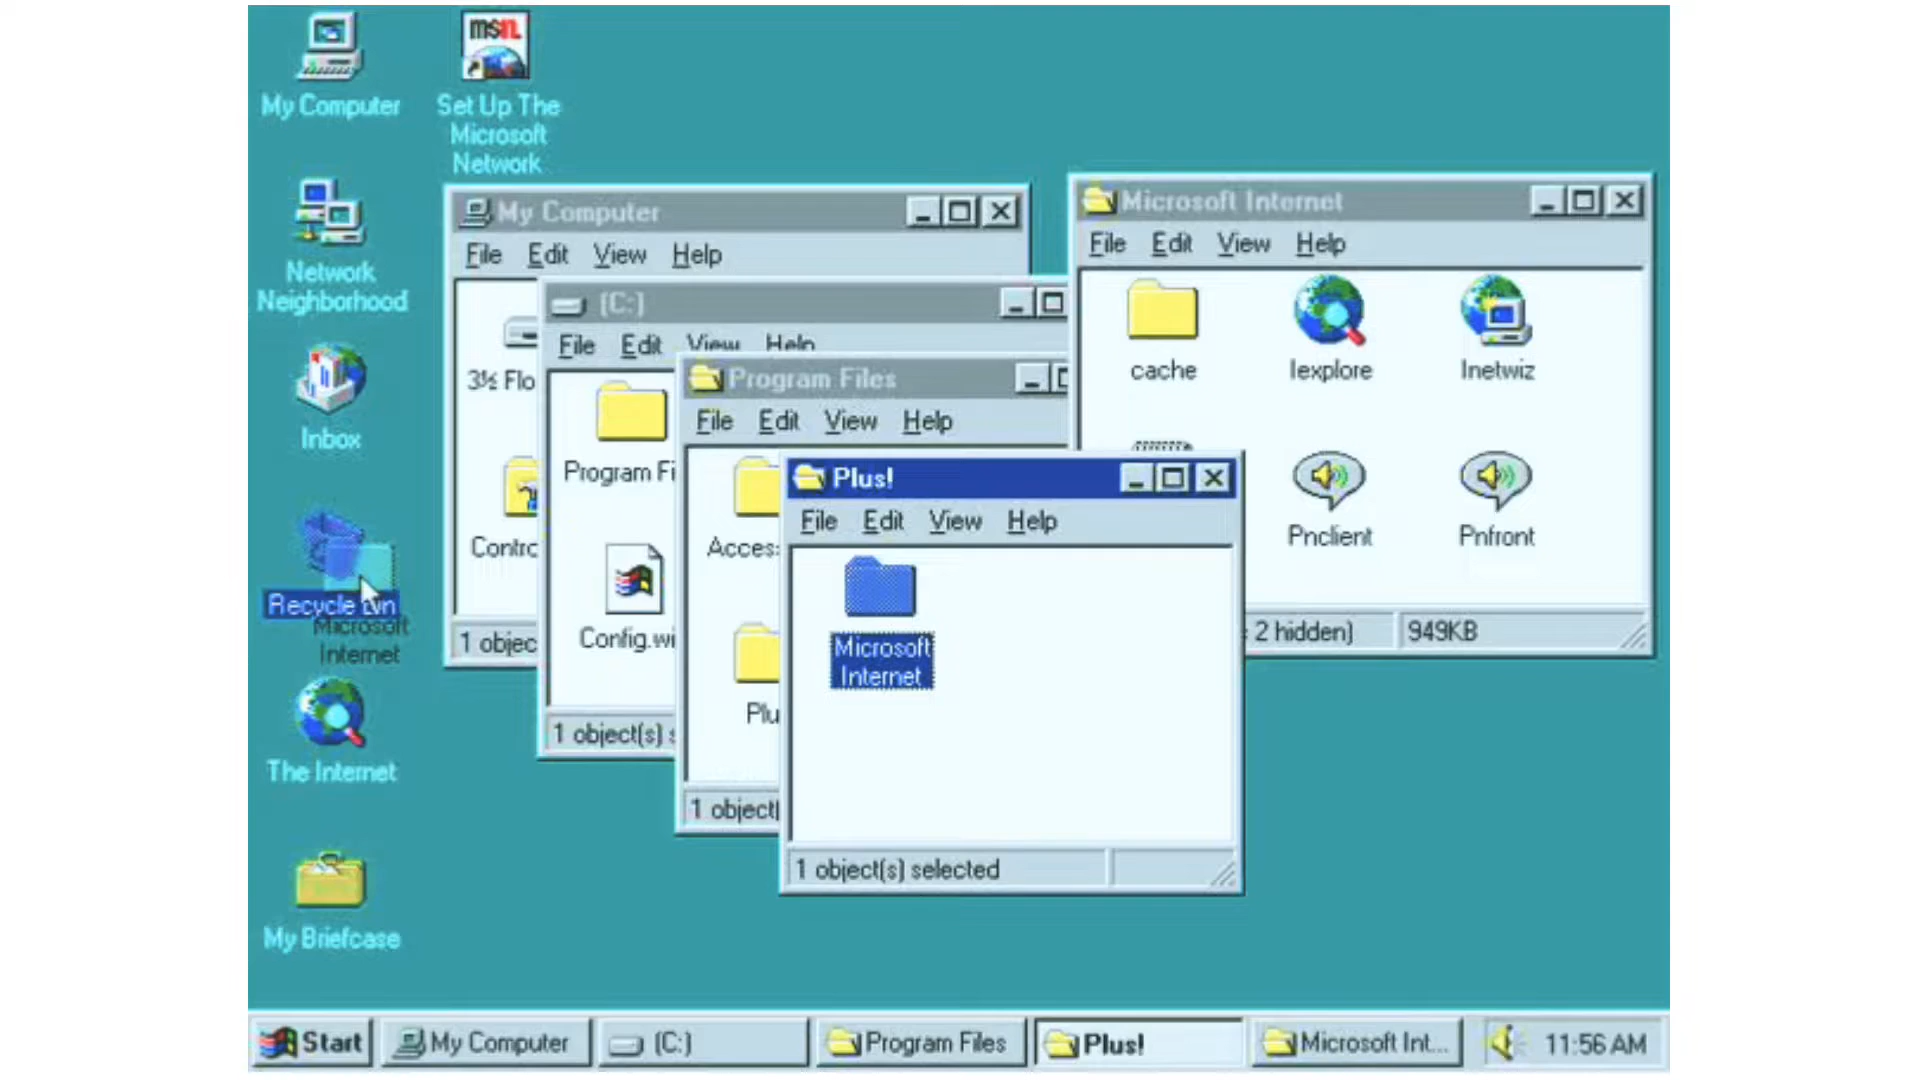 My Computer
msn
Set Up The
Microsoft
Network
Network
Neighborhood
Inbox
Recycle Bin
Microsoft
Internet
The Internet
My Briefcase
My Computer
File Edit View Help
3½ Flo
Contro
1 objec
(C:)
File Edit View Help
Program Fi
Config.wi
1 object(s) s
Program Files
File Edit View Help
Access
Plu
1 object(
Microsoft Internet
File Edit View Help
cache
Iexplore
Inetwiz
Pnclient
Pnfront
2 hidden)
949KB
Plus!
File Edit View Help
Microsoft
Internet
1 object(s) selected
Start
My Computer
(C:)
Program Files
Plus!
Microsoft Int...
11:56 AM